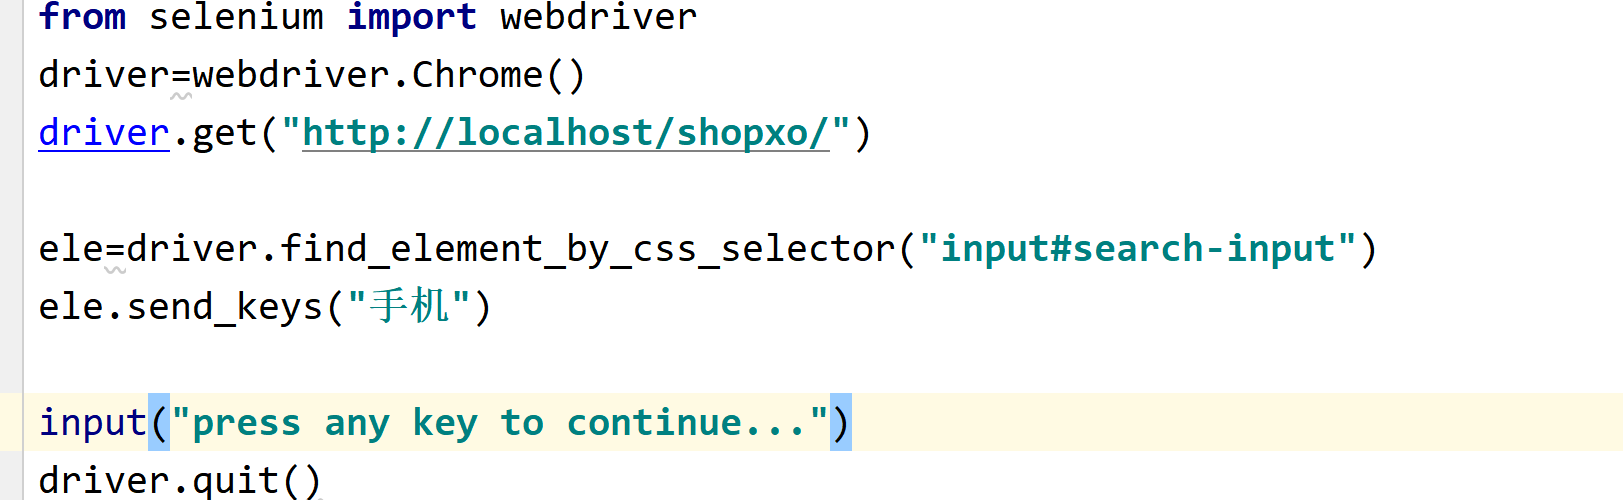 from selenium import webdriver
driver=webdriver.Chrome()
driver.get("http://localhost/shopxo/")
ele=driver.find_element_by_css_selector("input#search-input")
ele.send_keys("手机")
input("press any key to continue...")
driver.quit()